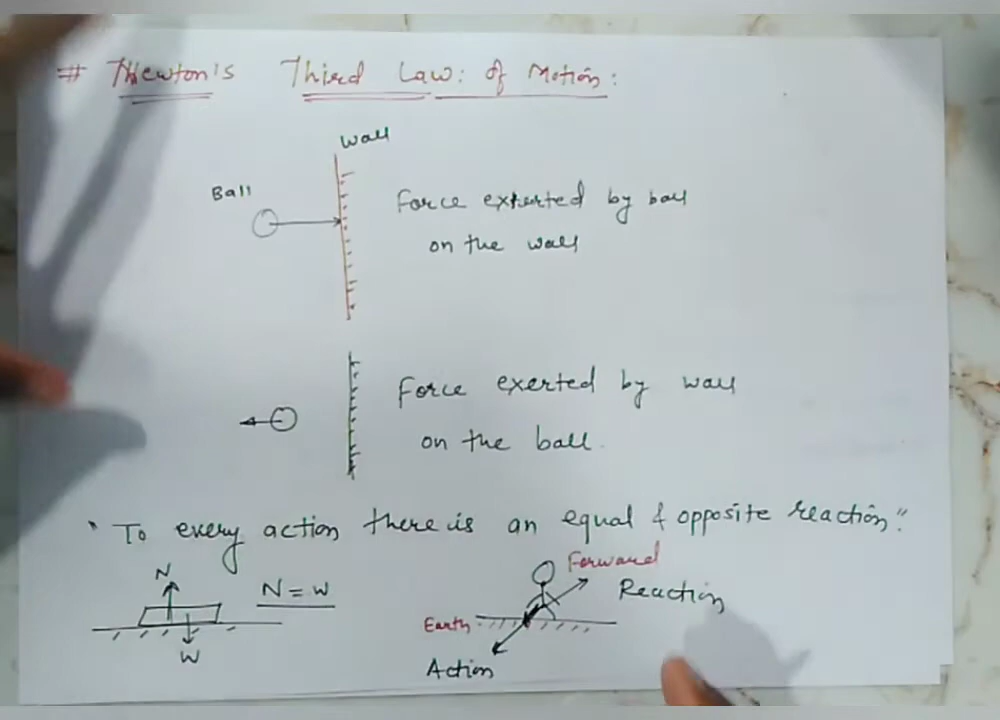 # Newton's Third Law: of Motion:
Wall
Ball
Force exerted by ball
on the wall
Force exerted by wall
on the ball.
"To every action there is an equal & opposite reaction."
N
N = W
W
Forward
Reaction
Earth
Action